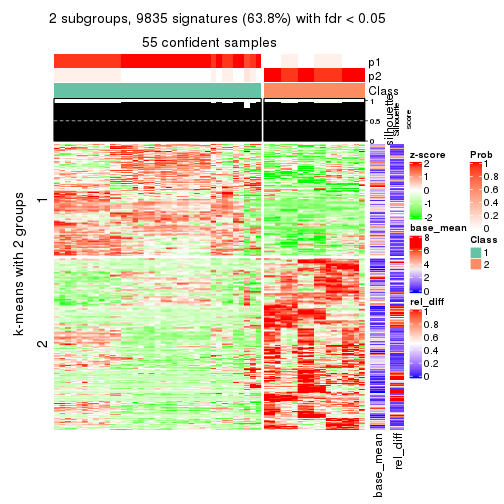 2 subgroups, 9835 signatures (63.8%) with fdr < 0.05
55 confident samples
p1
p2
Class
silhouette
Silhouette
score
1
0.5
0
k-means with 2 groups
1
2
base_mean
rel_diff
z-score
2
1
0
-1
-2
base_mean
8
6
4
2
0
rel_diff
1
0.8
0.6
0.4
0.2
0
Prob
1
0.8
0.6
0.4
0.2
0
Class
1
2